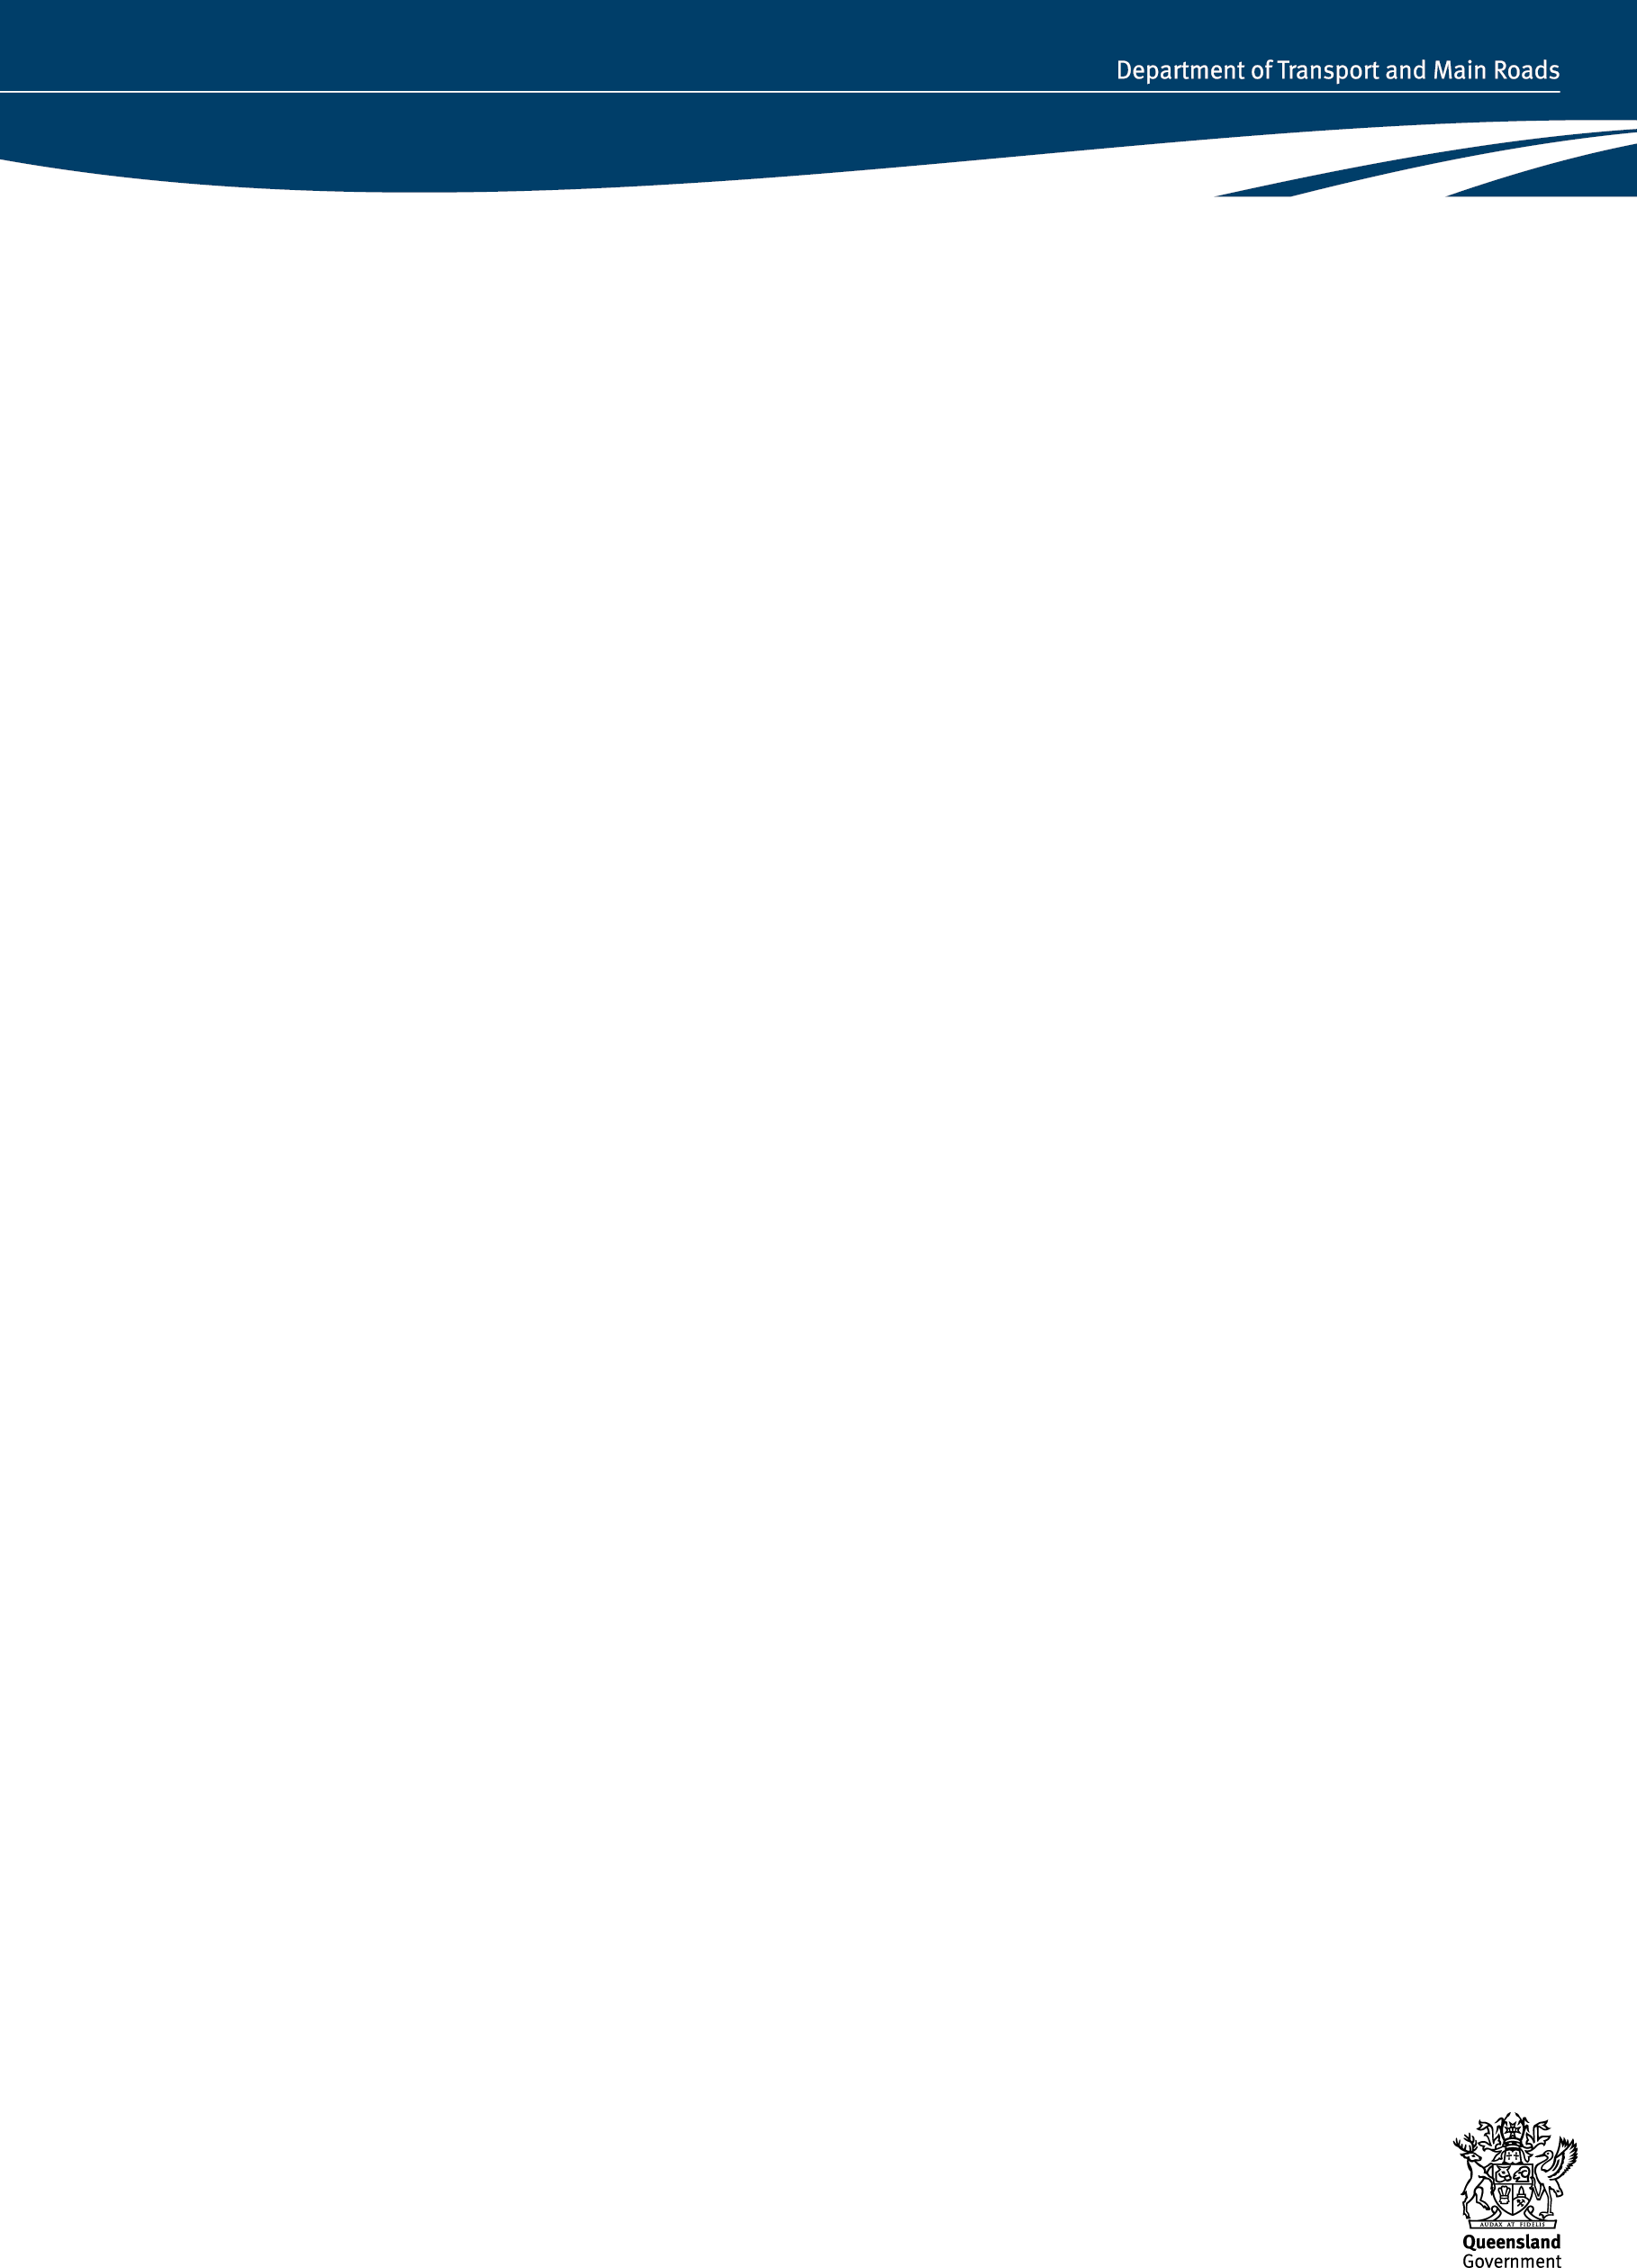 Department of Transport and Main Roads
AUDAX AT FIDELIS
Queensland
Government